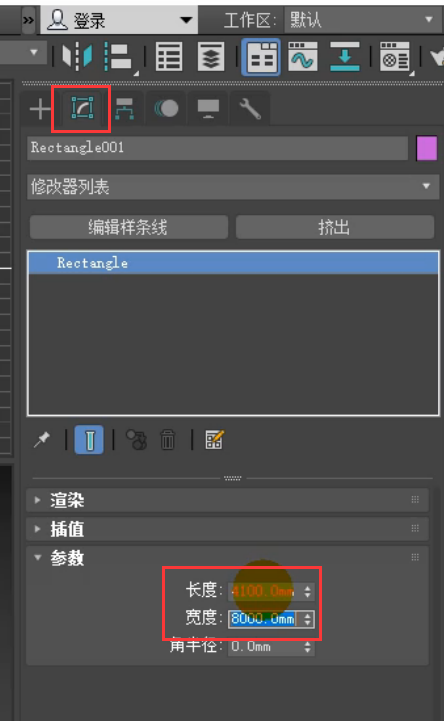 » 登录 工作区: 默认
Rectangle001
修改器列表
编辑样条线 挤出
Rectangle
渲染
插值
参数
长度: 4100.0mm
宽度: 8000.0mm
角半径: 0.0mm